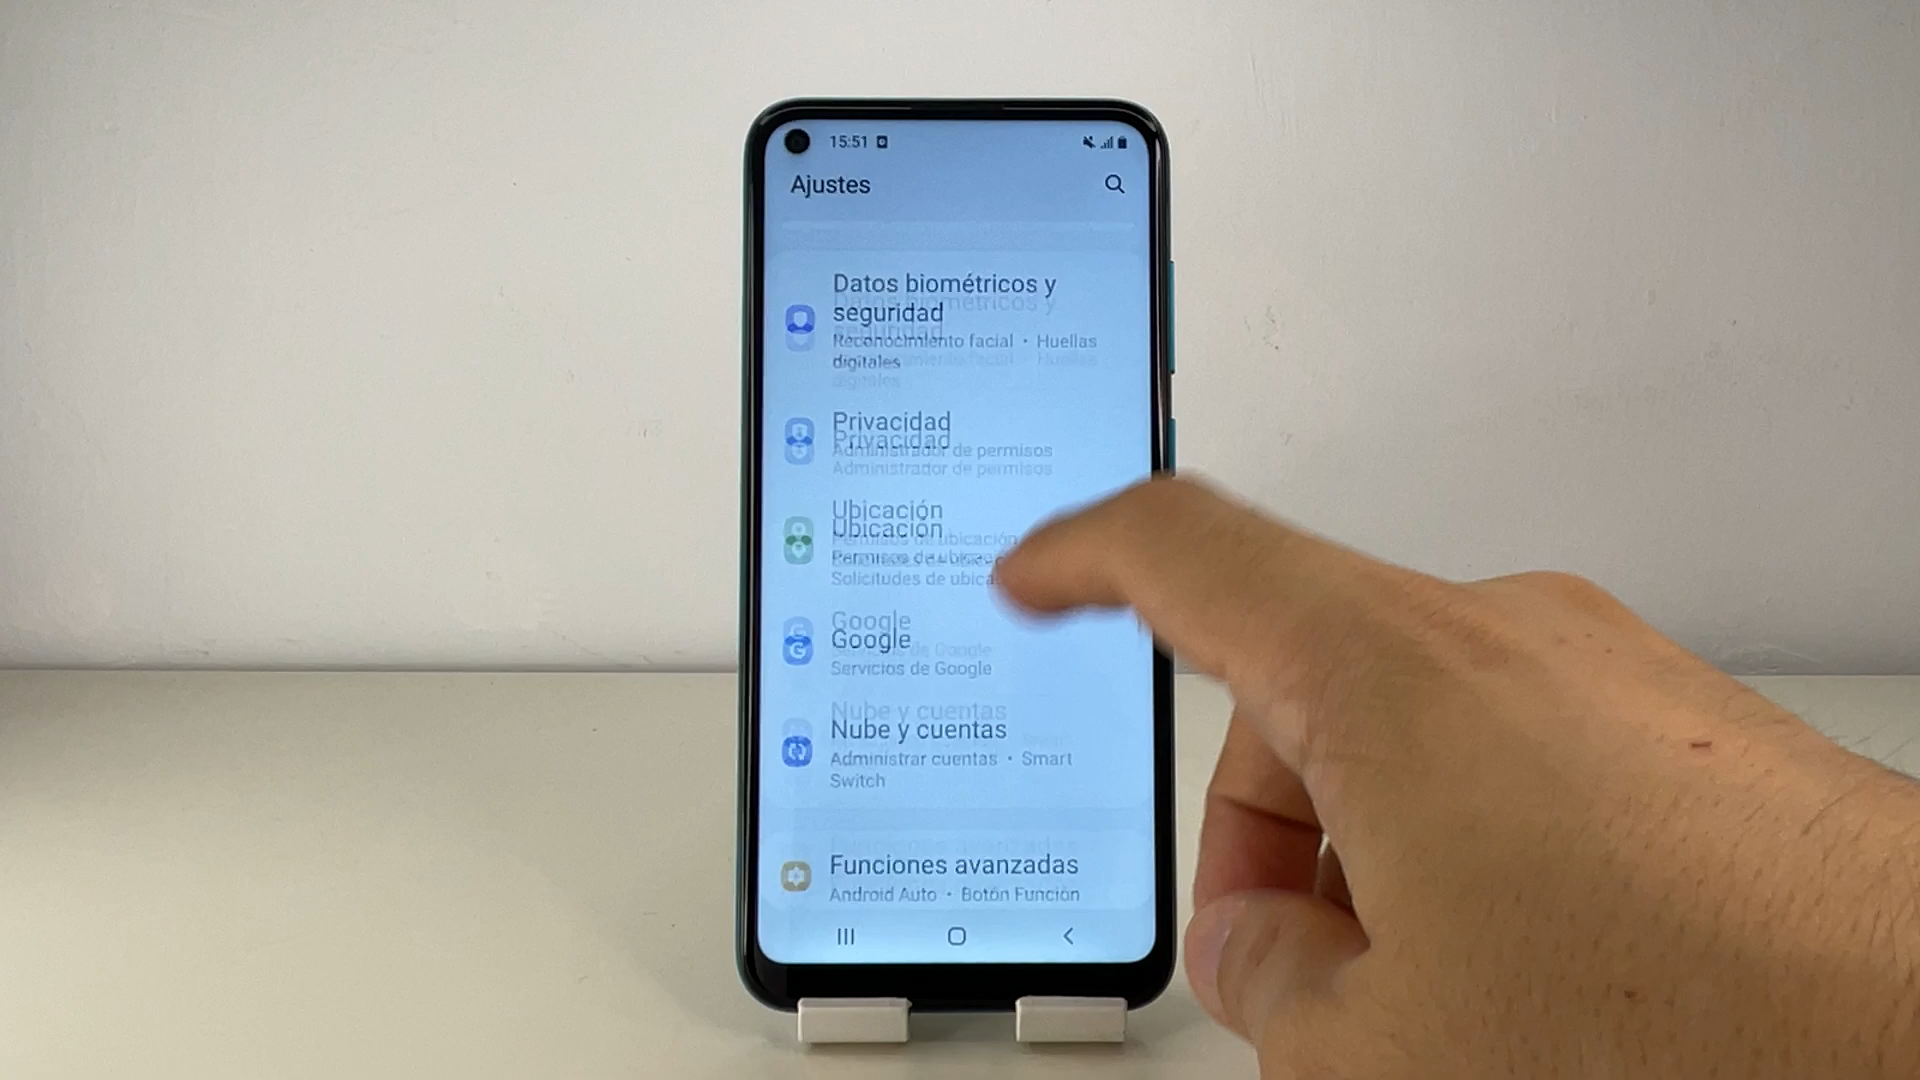 15:51
Ajustes
Datos biométricos y
seguridad
Reconocimiento facial • Huellas
digitales
Privacidad
Administrador de permisos
Ubicación
Permisos de ubicación
Solicitudes de
Google
Servicios de Google
Nube y cuentas
Administrar cuentas • Smart
Switch
Funciones avanzadas
Android Auto • Botón Función